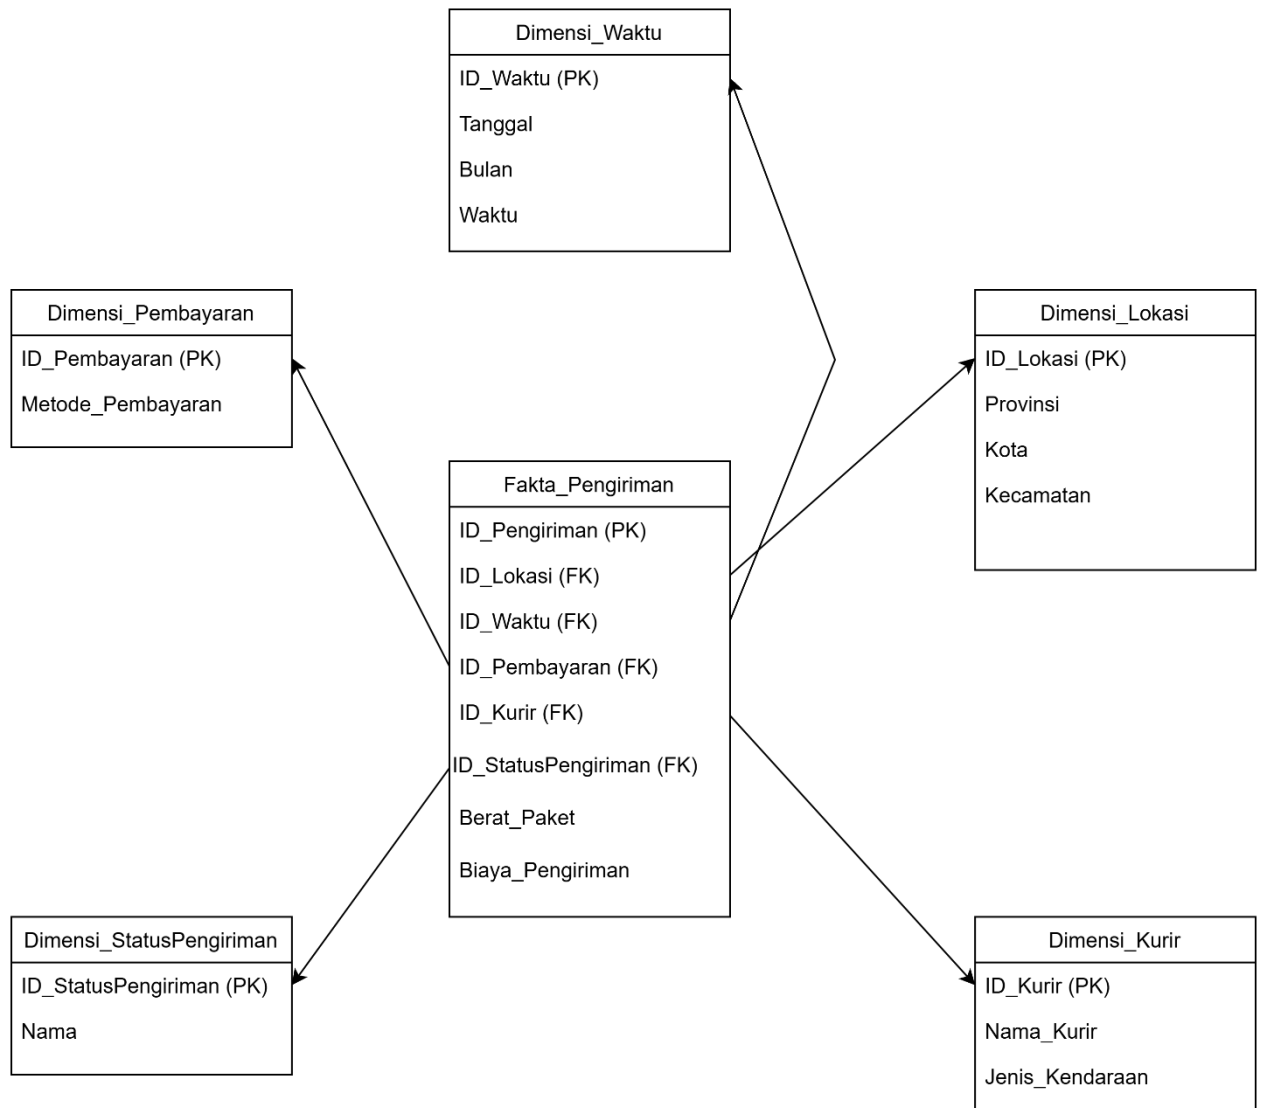 Dimensi_Waktu
ID_Waktu (PK)
Tanggal
Bulan
Waktu
Dimensi_Pembayaran
ID_Pembayaran (PK)
Metode_Pembayaran
Dimensi_Lokasi
ID_Lokasi (PK)
Provinsi
Kota
Kecamatan
Fakta_Pengiriman
ID_Pengiriman (PK)
ID_Lokasi (FK)
ID_Waktu (FK)
ID_Pembayaran (FK)
ID_Kurir (FK)
ID_StatusPengiriman (FK)
Berat_Paket
Biaya_Pengiriman
Dimensi_StatusPengiriman
ID_StatusPengiriman (PK)
Nama
Dimensi_Kurir
ID_Kurir (PK)
Nama_Kurir
Jenis_Kendaraan